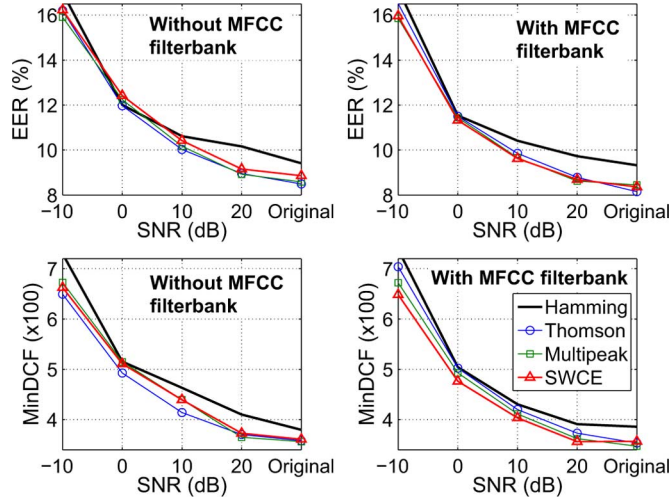 Without MFCC
filterbank
EER (%)
16
14
12
10
8
−10 0 10 20 Original
SNR (dB)
With MFCC
filterbank
EER (%)
16
14
12
10
8
−10 0 10 20 Original
SNR (dB)
Without MFCC
filterbank
MinDCF (x100)
7
6
5
4
−10 0 10 20 Original
SNR (dB)
With MFCC filterbank
Hamming
Thomson
Multipeak
SWCE
MinDCF (x100)
7
6
5
4
−10 0 10 20 Original
SNR (dB)